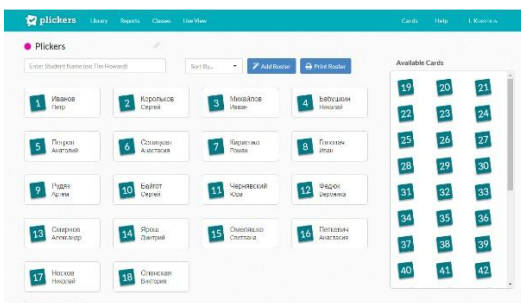 plickers Library Reports Classes Live View Cards Help
Plickers
Enter Student Name (ex: Tim Howard) Sort By... Add Roster Print Roster
Available Cards
1 Иванов Петр
2 Корольков Сергей
3 Михайлов Иван
4 Бабушкин Николай
5 Петров Анатолий
6 Анастасия
7 Кириенко Роман
8 Головач Иван
9 Рудяк Артем
10 Байгот Сергей
11 Чернявский Юра
12 Федюк Вероника
13 Смирнов Александр
14 Ярош Дмитрий
15 Омеляшко Светлана
16 Петкевич Анастасия
17 Носков Николай
18 Оленская Виктория
19 20 21
22 23 24
25 26 27
28 29 30
31 32 33
34 35 36
37 38 39
40 41 42